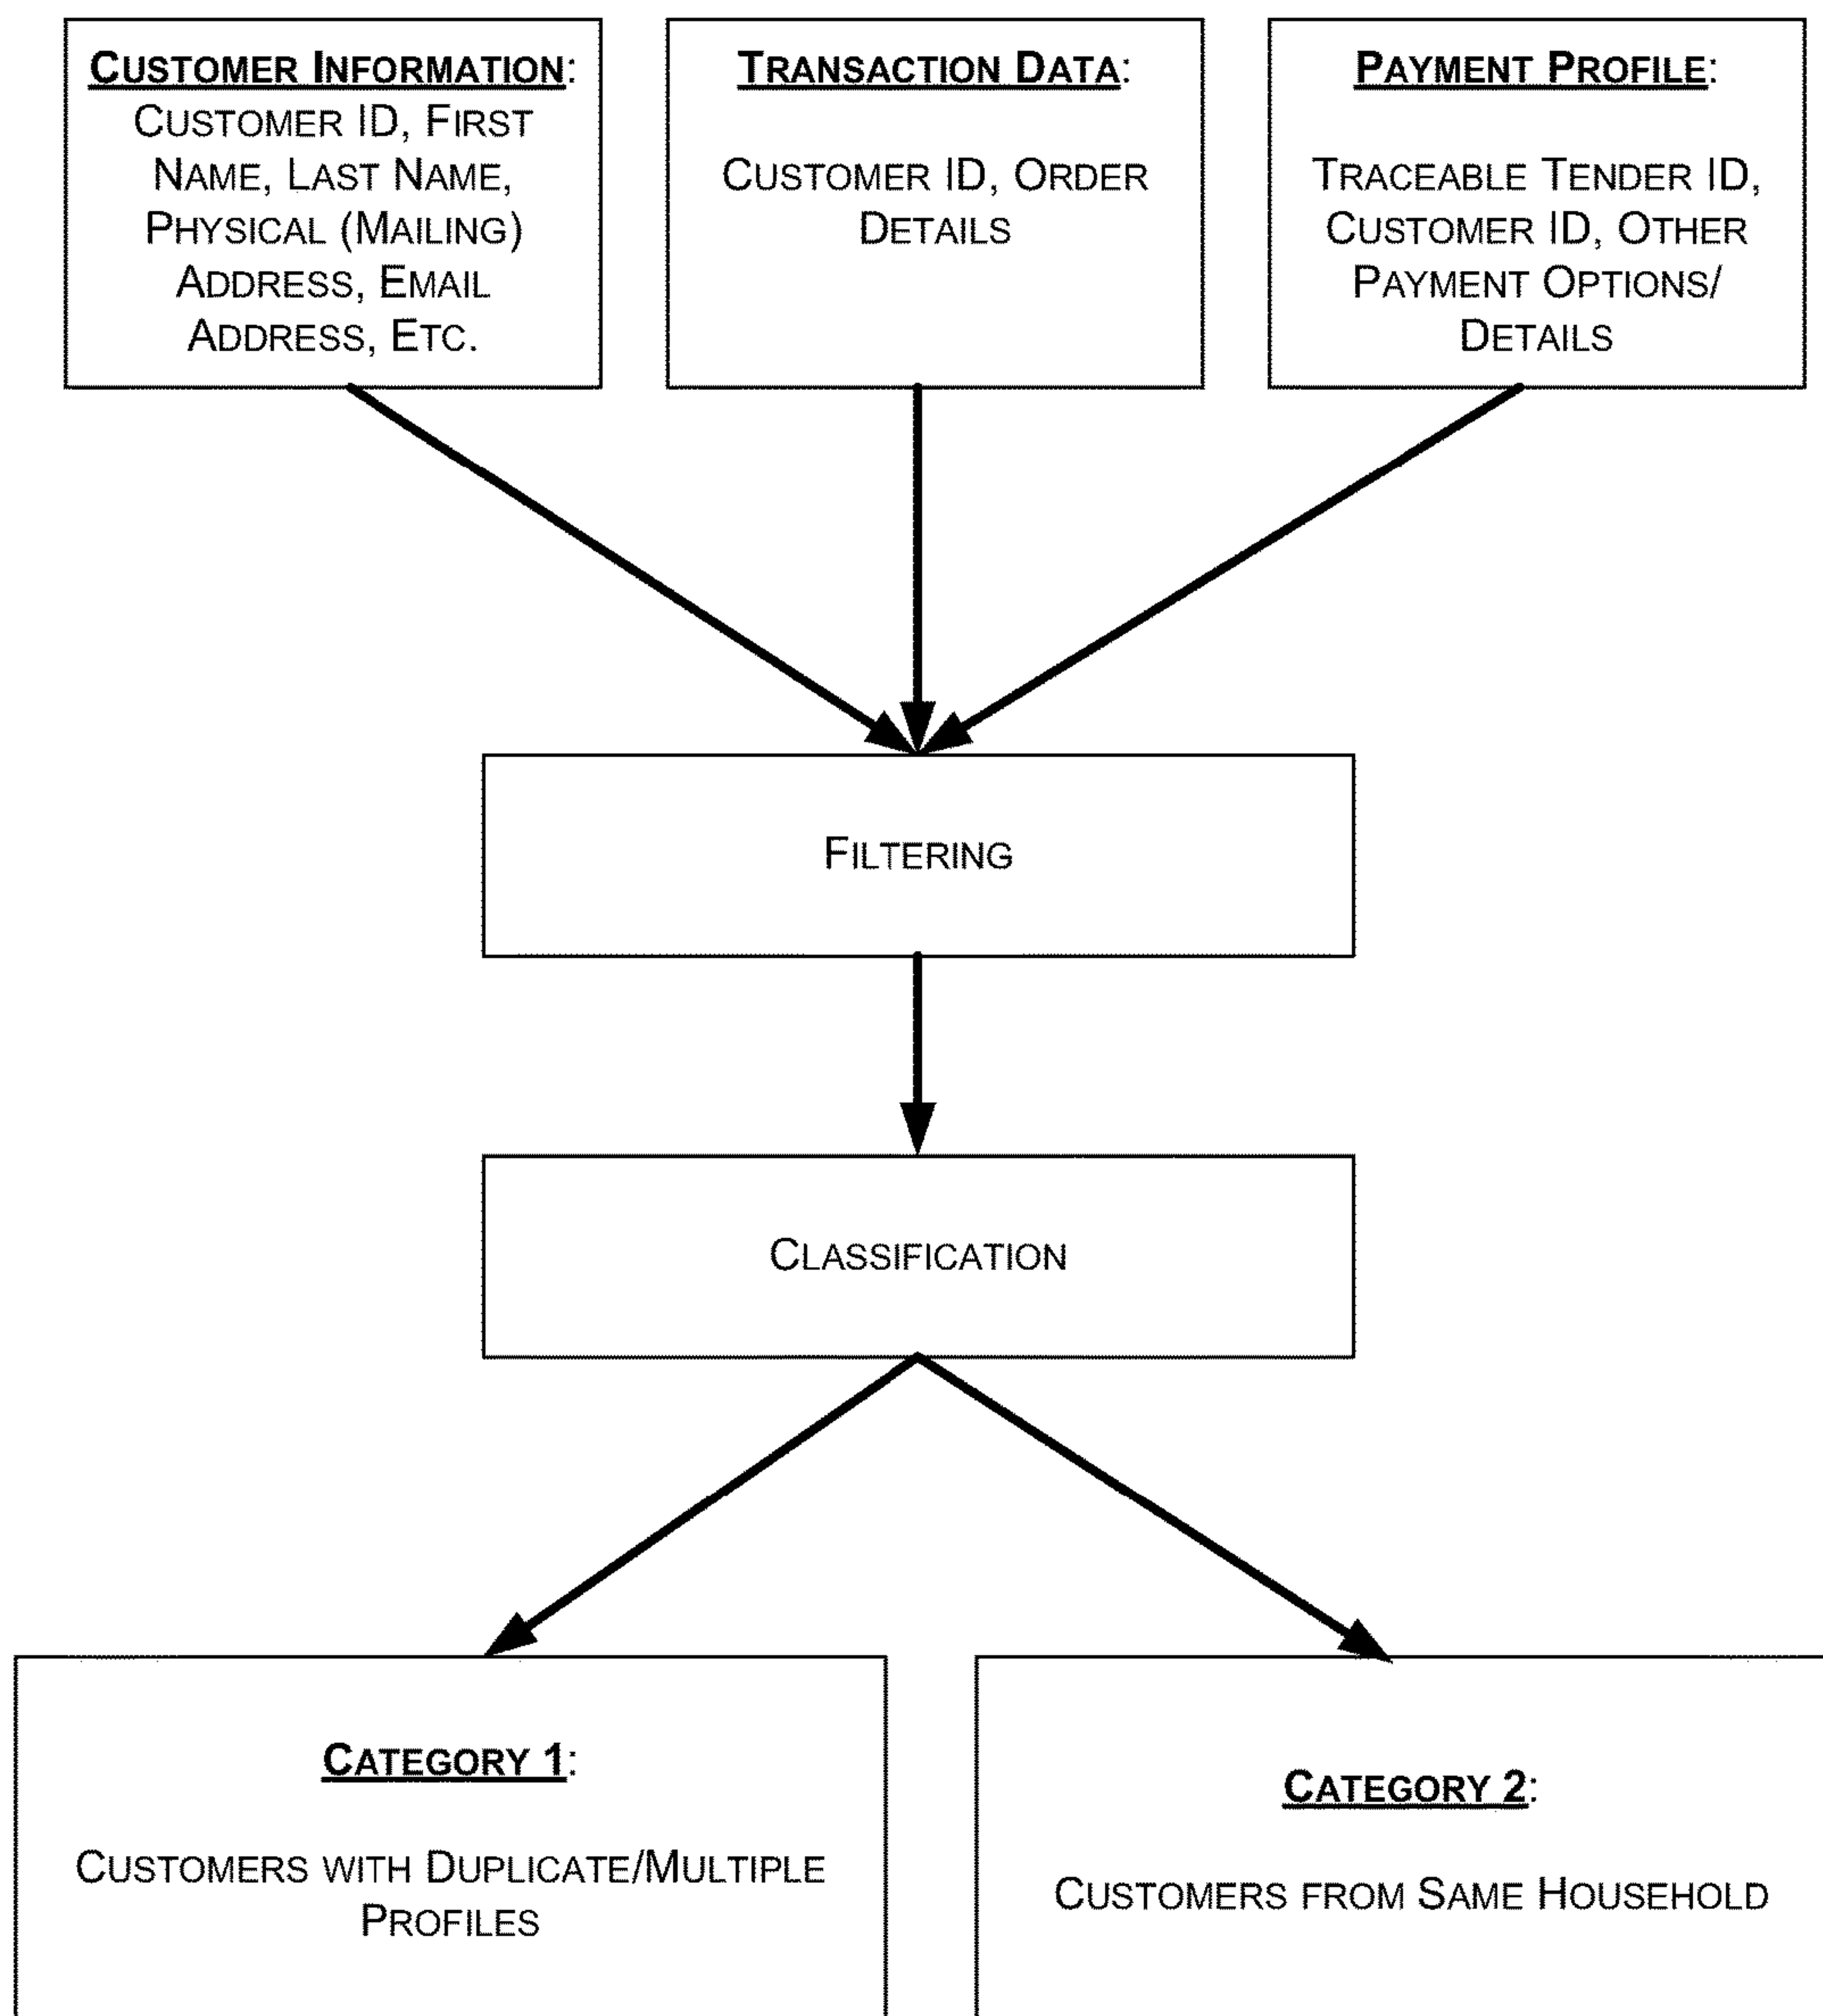 CUSTOMER INFORMATION:
CUSTOMER ID, FIRST
NAME, LAST NAME,
PHYSICAL (MAILING)
ADDRESS, EMAIL
ADDRESS, ETC.
TRANSACTION DATA:
CUSTOMER ID, ORDER
DETAILS
PAYMENT PROFILE:
TRACEABLE TENDER ID,
CUSTOMER ID, OTHER
PAYMENT OPTIONS/
DETAILS
FILTERING
CLASSIFICATION
CATEGORY 1:
CUSTOMERS WITH DUPLICATE/MULTIPLE
PROFILES
CATEGORY 2:
CUSTOMERS FROM SAME HOUSEHOLD